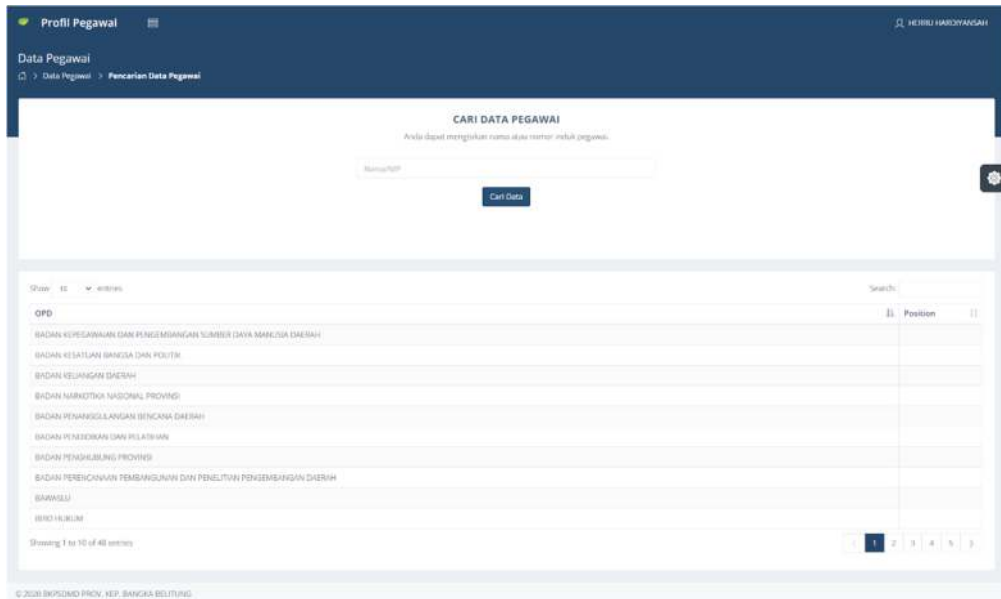 Profil Pegawai
HERRU HARDIYANSAH
Data Pegawai
Data Pegawai > Pencarian Data Pegawai
CARI DATA PEGAWAI
Anda dapat mengisikan nama atau nomor induk pegawai.
Nama/NIP
Cari Data
Show 10 entries
Search:
OPD Position
BADAN KEPEGAWAIAN DAN PENGEMBANGAN SUMBER DAYA MANUSIA DAERAH
BADAN KESATUAN BANGSA DAN POLITIK
BADAN KEUANGAN DAERAH
BADAN NARKOTIKA NASIONAL PROVINSI
BADAN PENANGGULANGAN BENCANA DAERAH
BADAN PENDIDIKAN DAN PELATIHAN
BADAN PENGHUBUNG PROVINSI
BADAN PERENCANAAN PEMBANGUNAN DAN PENELITIAN PENGEMBANGAN DAERAH
BAWASLU
BIRO HUKUM
Showing 1 to 10 of 48 entries
1 2 3 4 5
© 2020 BKPSDMD PROV. KEP. BANGKA BELITUNG